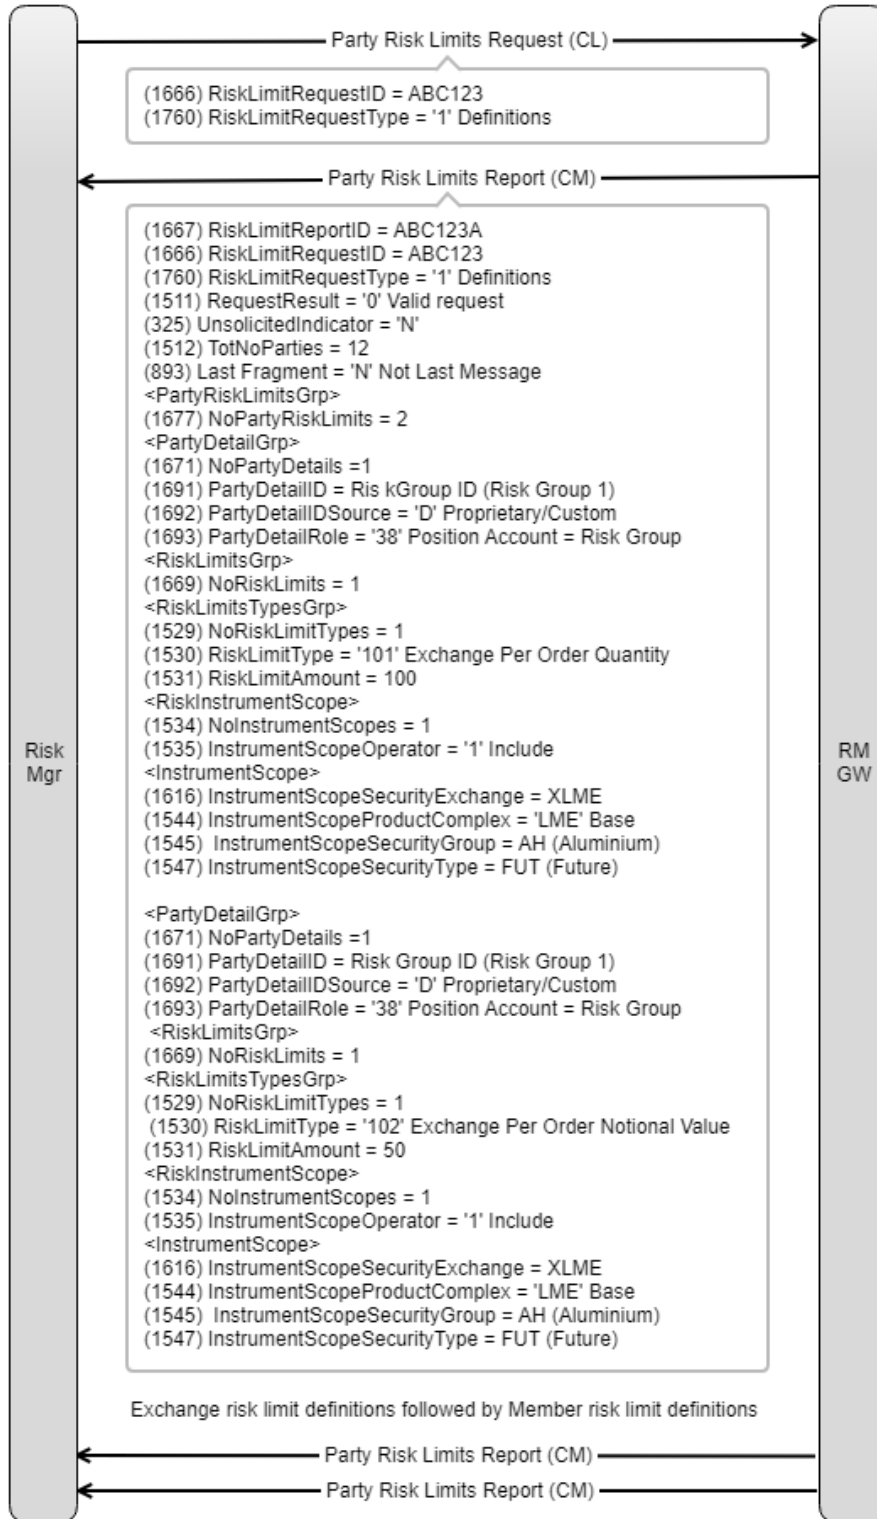 Party Risk Limits Request (CL)
(1666) RiskLimitRequestID = ABC123
(1760) RiskLimitRequestType = '1' Definitions
Party Risk Limits Report (CM)
(1667) RiskLimitReportID = ABC123A
(1666) RiskLimitRequestID = ABC123
(1760) RiskLimitRequestType = '1' Definitions
(1511) RequestResult = '0' Valid request
(325) UnsolicitedIndicator = 'N'
(1512) TotNoParties = 12
(893) Last Fragment = 'N' Not Last Message
<PartyRiskLimitsGrp>
(1677) NoPartyRiskLimits = 2
<PartyDetailGrp>
(1671) NoPartyDetails =1
(1691) PartyDetailID = Ris kGroup ID (Risk Group 1)
(1692) PartyDetailIDSource = 'D' Proprietary/Custom
(1693) PartyDetailRole = '38' Position Account = Risk Group
<RiskLimitsGrp>
(1669) NoRiskLimits = 1
<RiskLimitsTypesGrp>
(1529) NoRiskLimitTypes = 1
(1530) RiskLimitType = '101' Exchange Per Order Quantity
(1531) RiskLimitAmount = 100
<RiskInstrumentScope>
(1534) NoInstrumentScopes = 1
(1535) InstrumentScopeOperator = '1' Include
<InstrumentScope>
(1616) InstrumentScopeSecurityExchange = XLME
(1544) InstrumentScopeProductComplex = 'LME' Base
(1545)  InstrumentScopeSecurityGroup = AH (Aluminium)
(1547) InstrumentScopeSecurityType = FUT (Future)
<PartyDetailGrp>
(1671) NoPartyDetails =1
(1691) PartyDetailID = Risk Group ID (Risk Group 1)
(1692) PartyDetailIDSource = 'D' Proprietary/Custom
(1693) PartyDetailRole = '38' Position Account = Risk Group
<RiskLimitsGrp>
(1669) NoRiskLimits = 1
<RiskLimitsTypesGrp>
(1529) NoRiskLimitTypes = 1
(1530) RiskLimitType = '102' Exchange Per Order Notional Value
(1531) RiskLimitAmount = 50
<RiskInstrumentScope>
(1534) NoInstrumentScopes = 1
(1535) InstrumentScopeOperator = '1' Include
<InstrumentScope>
(1616) InstrumentScopeSecurityExchange = XLME
(1544) InstrumentScopeProductComplex = 'LME' Base
(1545)  InstrumentScopeSecurityGroup = AH (Aluminium)
(1547) InstrumentScopeSecurityType = FUT (Future)
Risk
Mgr
RM
GW
Exchange risk limit definitions followed by Member risk limit definitions
Party Risk Limits Report (CM)
Party Risk Limits Report (CM)